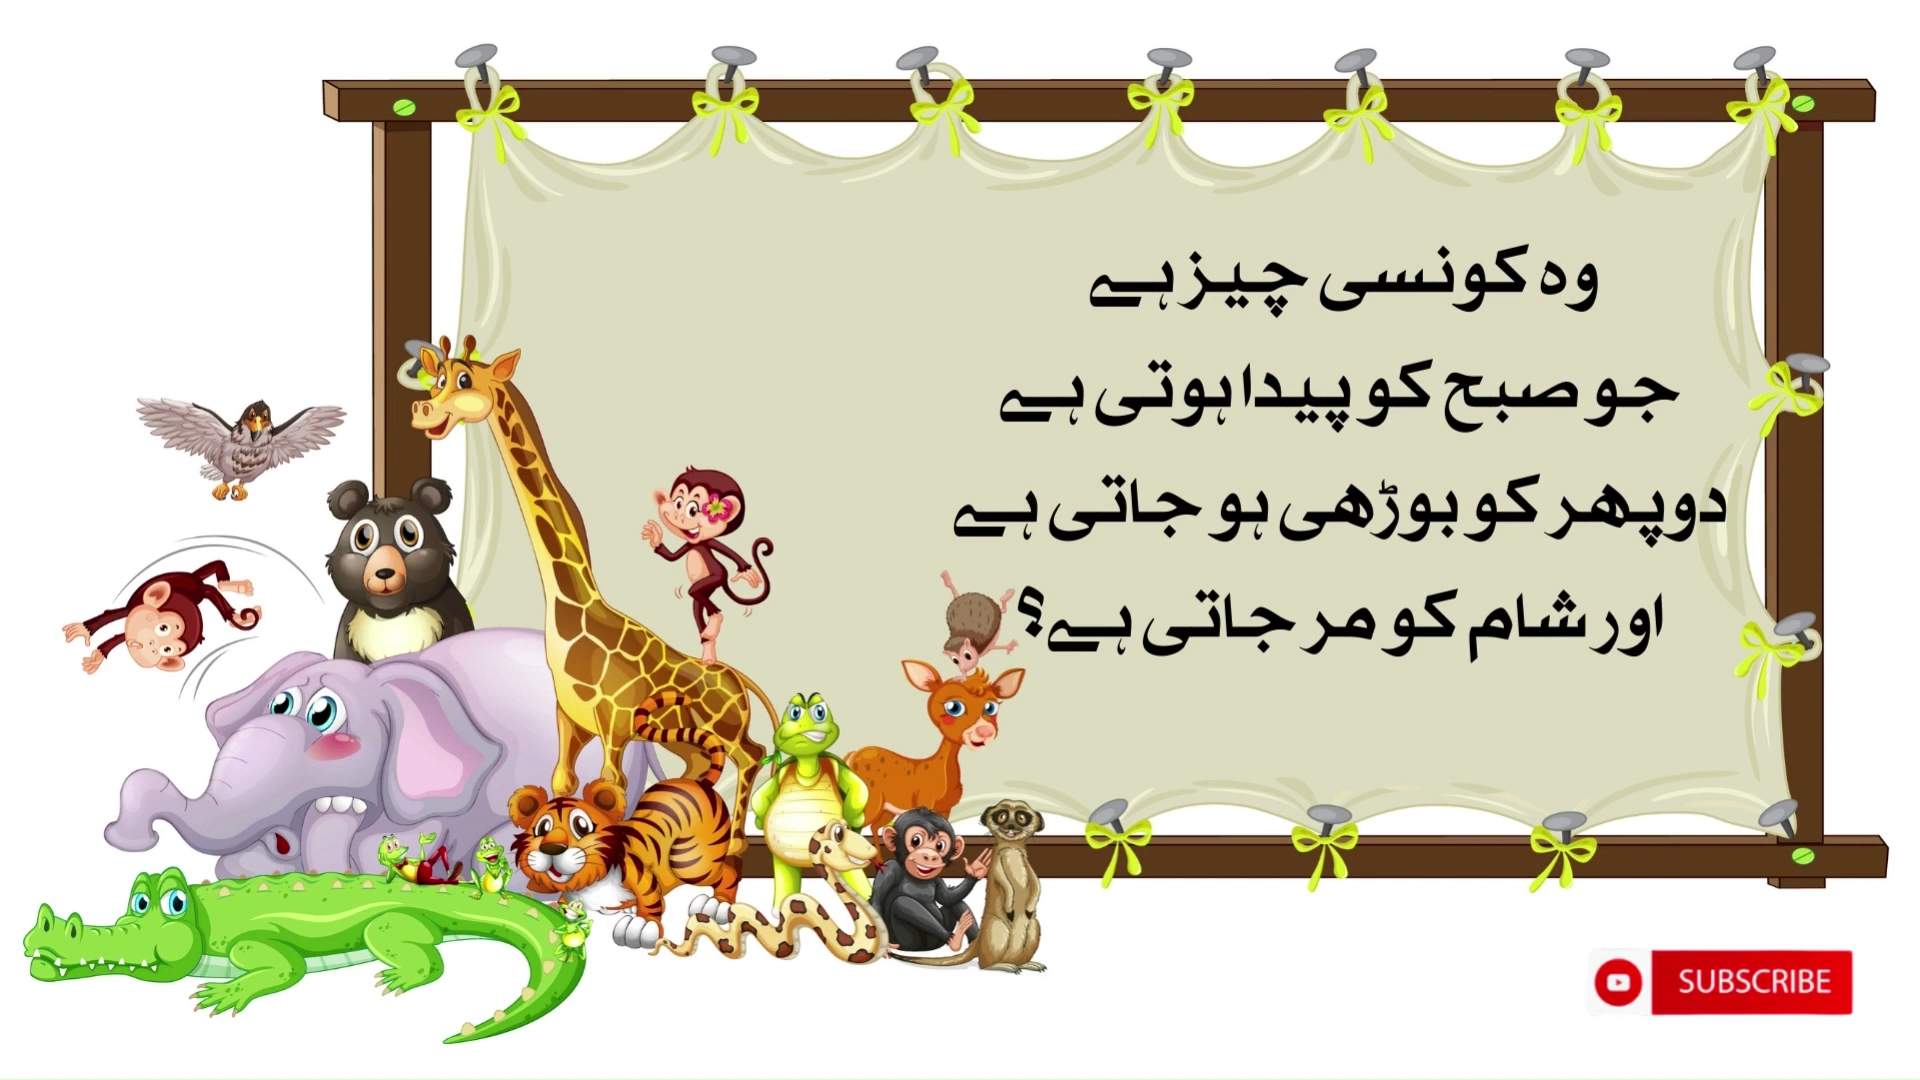 وہ کونسی چیز ہے
جو صبح کو پیدا ہوتی ہے
دوپھر کو بوڑھی ہو جاتی ہے
اور شام کو مر جاتی ہے؟
SUBSCRIBE